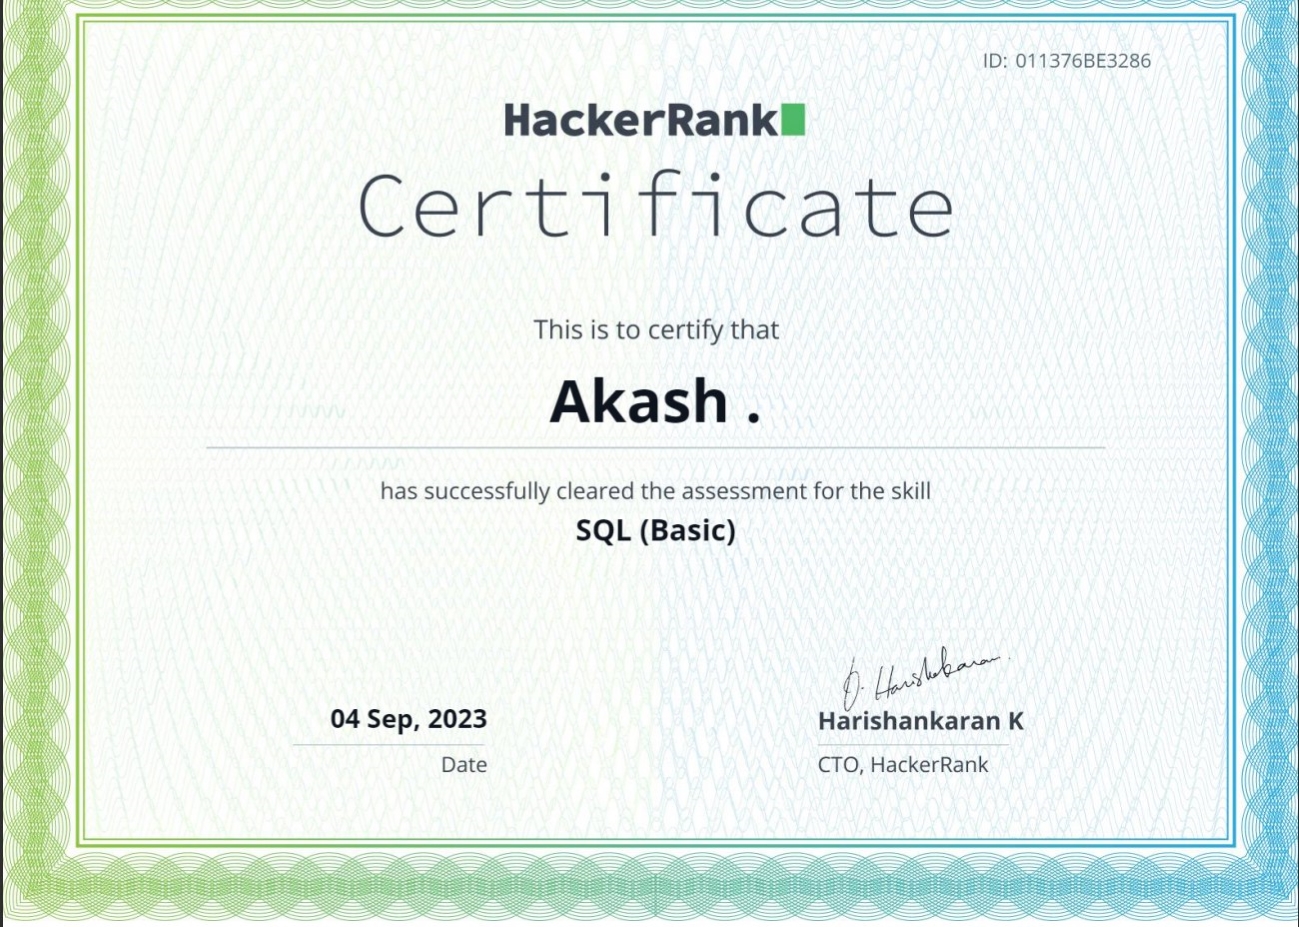 ID: 011376BE3286
HackerRank
Certificate
This is to certify that
Akash .
has successfully cleared the assessment for the skill
SQL (Basic)
04 Sep, 2023
Date
Harishankaran K
CTO, HackerRank